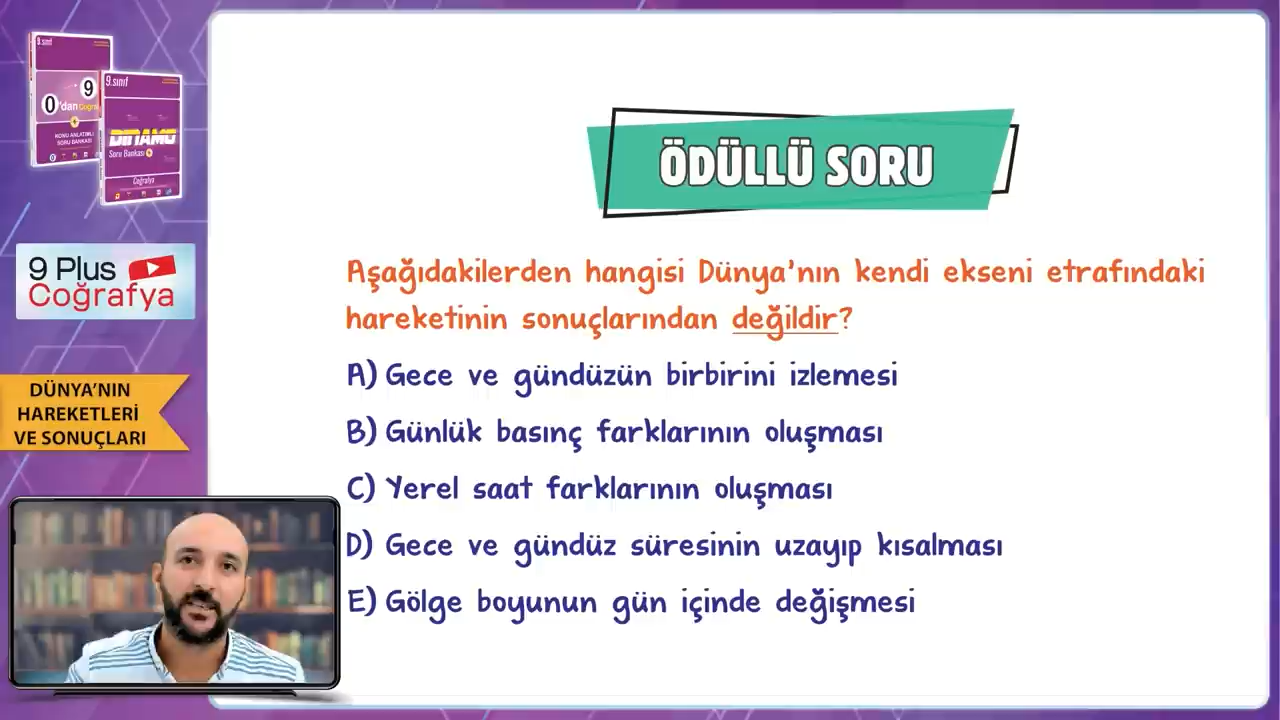 9.sınıf
0'dan
9
KONU ANLATIMLI
SORU BANKASI
9.sınıf
DİNAMO
Soru Bankası
Coğrafya
9 Plus
Coğrafya
DÜNYA'NIN
HAREKETLERİ
VE SONUÇLARI
ÖDÜLLÜ SORU
Aşağıdakilerden hangisi Dünya'nın kendi ekseni etrafındaki
hareketinin sonuçlarından değildir?
A) Gece ve gündüzün birbirini izlemesi
B) Günlük basınç farklarının oluşması
C) Yerel saat farklarının oluşması
D) Gece ve gündüz süresinin uzayıp kısalması
E) Gölge boyunun gün içinde değişmesi